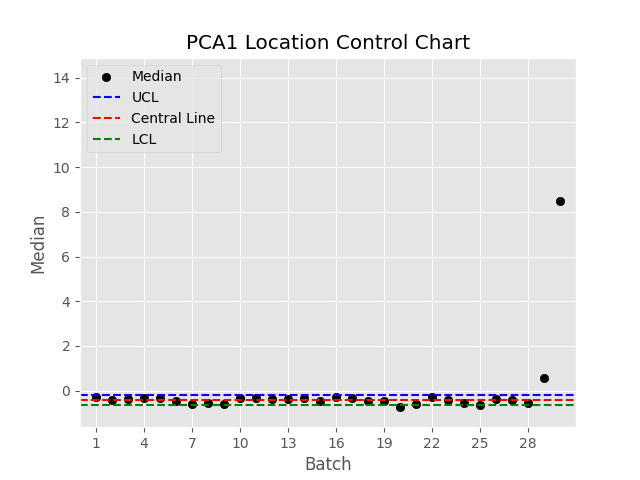 PCA1 Location Control Chart
Median
UCL
Central Line
LCL
14
12
10
8
6
4
2
0
Median
1 4 7 10 13 16 19 22 25 28
Batch